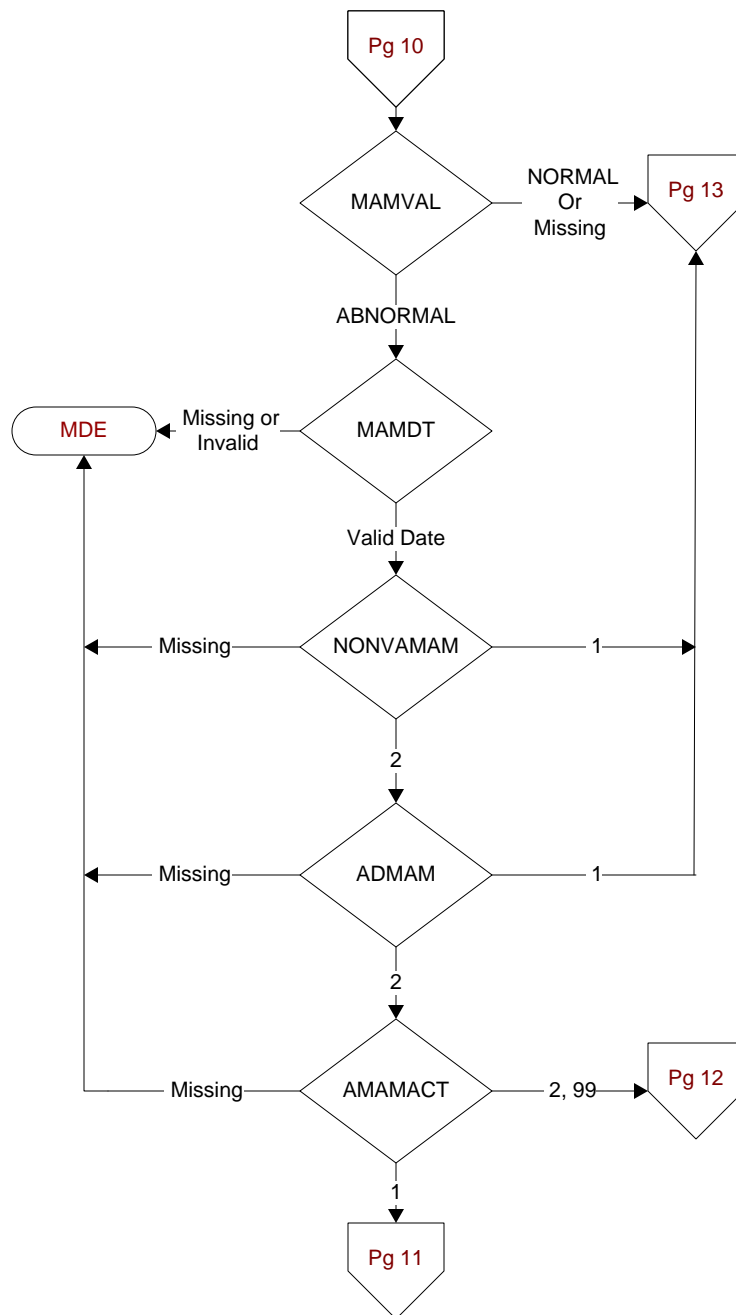 Pg 10
MAMVAL
NORMAL
Or
Missing
Pg 13
ABNORMAL
MDE
Missing or
Invalid
MAMDT
Valid Date
Missing
NONVAMAM
1
2
Missing
ADMAM
1
2
Missing
AMAMACT
2, 99
Pg 12
1
Pg 11